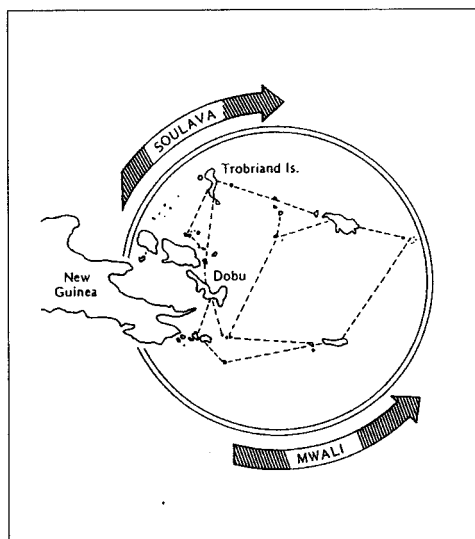 SOULAVA
Trobriand Is.
New
Guinea
Dobu
MWALI